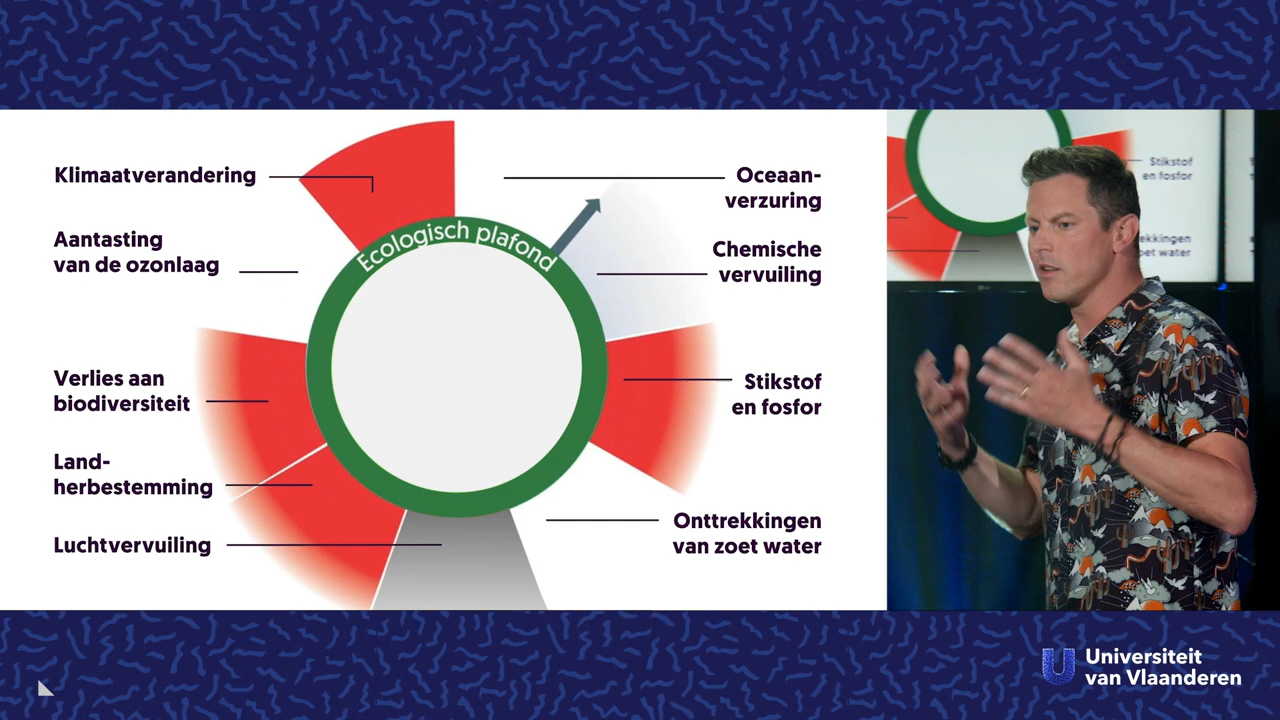 Klimaatverandering
Aantasting
van de ozonlaag
Verlies aan
biodiversiteit
Land-
herbestemming
Luchtvervuiling
Ecologisch plafond
Oceaan-
verzuring
Chemische
vervuiling
Stikstof
en fosfor
Onttrekkingen
van zoet water
Stikstof
en fosfor
Universiteit
van Vlaanderen